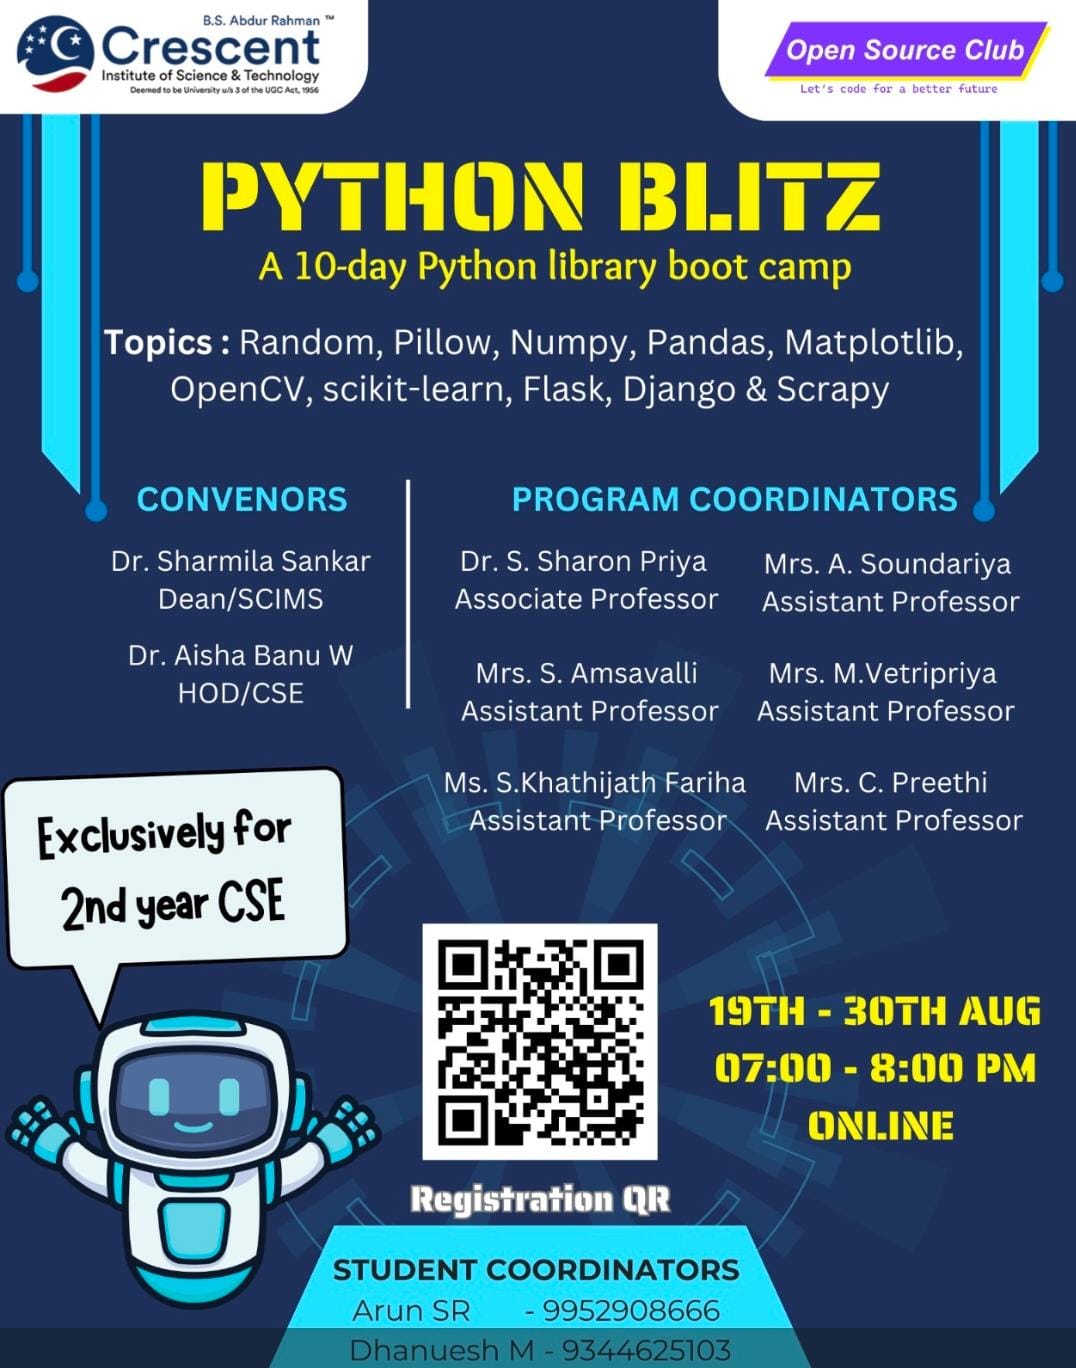 B.S. Abdur Rahman ™
Crescent
Institute of Science & Technology
Deemed to be University u/s 3 of the UGC Act, 1956
Open Source Club
Let's code for a better future
PYTHON BLITZ
A 10-day Python library boot camp
Topics : Random, Pillow, Numpy, Pandas, Matplotlib,
OpenCV, scikit-learn, Flask, Django & Scrapy
CONVENORS
Dr. Sharmila Sankar
Dean/SCIMS
Dr. Aisha Banu W
HOD/CSE
PROGRAM COORDINATORS
Dr. S. Sharon Priya
Associate Professor
Mrs. A. Soundariya
Assistant Professor
Mrs. S. Amsavalli
Assistant Professor
Mrs. M.Vetripriya
Assistant Professor
Ms. S.Khathijath Fariha
Assistant Professor
Mrs. C. Preethi
Assistant Professor
Exclusively for
2nd year CSE
19TH - 30TH AUG
07:00 - 8:00 PM
ONLINE
Registration QR
STUDENT COORDINATORS
Arun SR - 9952908666
Dhanuesh M - 9344625103